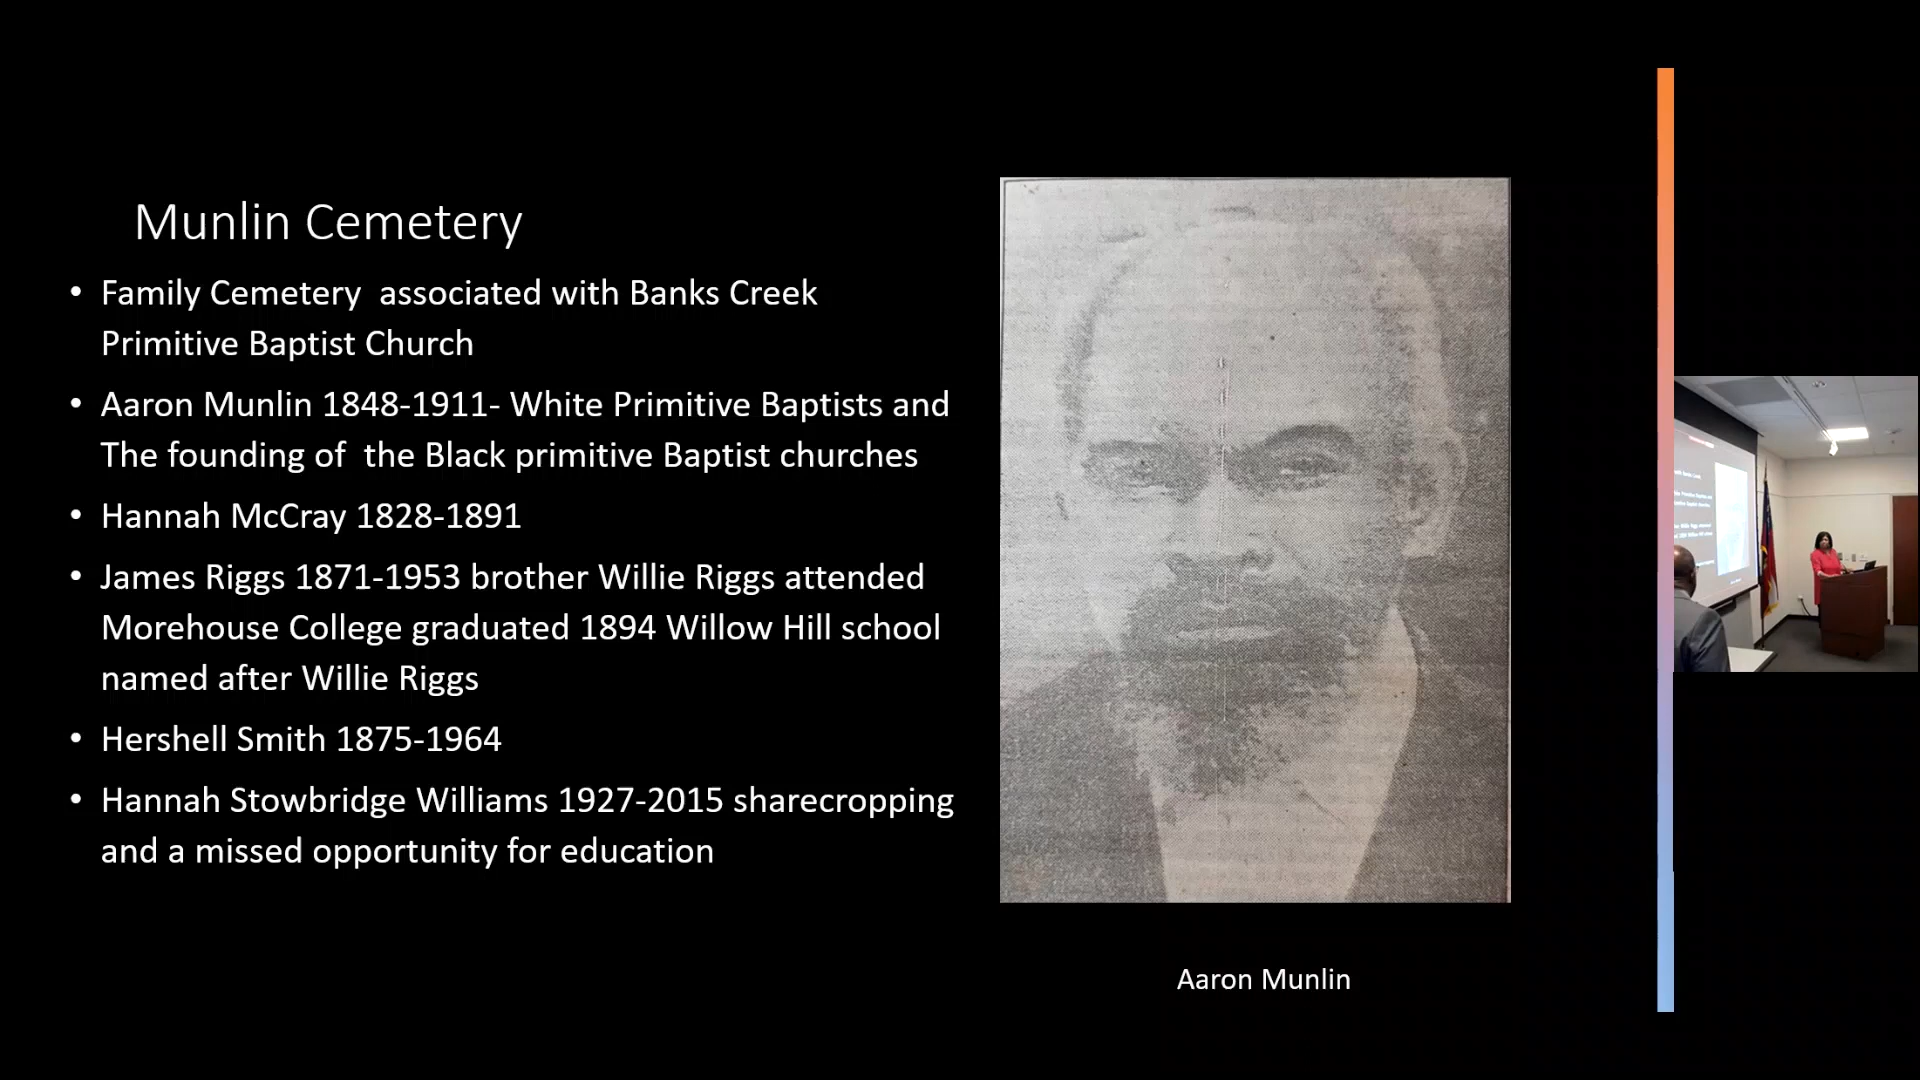 Munlin Cemetery
• Family Cemetery  associated with Banks Creek
Primitive Baptist Church
• Aaron Munlin 1848-1911- White Primitive Baptists and
The founding of  the Black primitive Baptist churches
• Hannah McCray 1828-1891
• James Riggs 1871-1953 brother Willie Riggs attended
Morehouse College graduated 1894 Willow Hill school
named after Willie Riggs
• Hershell Smith 1875-1964
• Hannah Stowbridge Williams 1927-2015 sharecropping
and a missed opportunity for education
Aaron Munlin